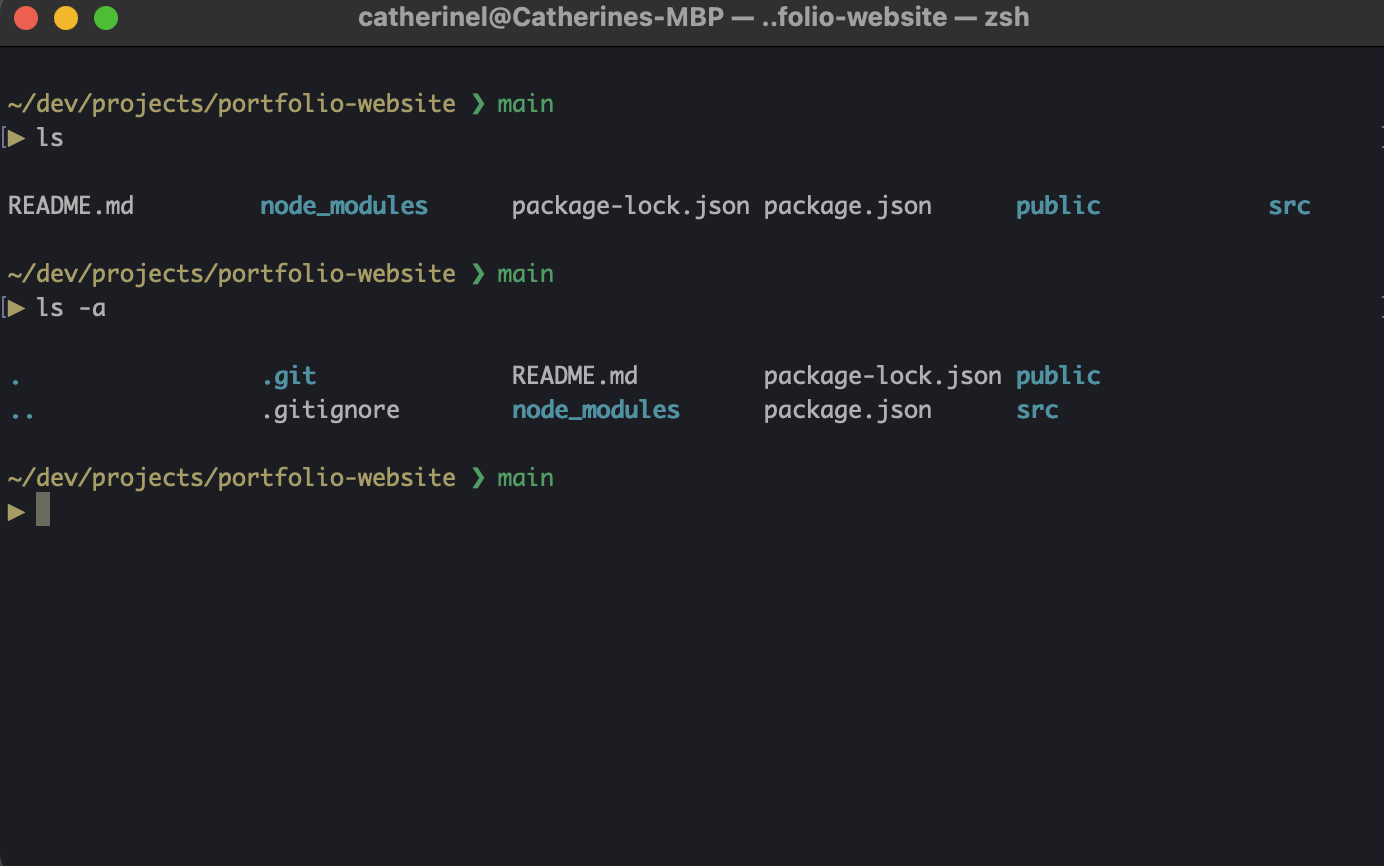 catherinel@Catherines-MBP — ..folio-website — zsh
~/dev/projects/portfolio-website ❯ main
[▶ ls ]
README.md node_modules package-lock.json package.json public src
~/dev/projects/portfolio-website ❯ main
[▶ ls -a ]
. .git README.md package-lock.json public
.. .gitignore node_modules package.json src
~/dev/projects/portfolio-website ❯ main
▶